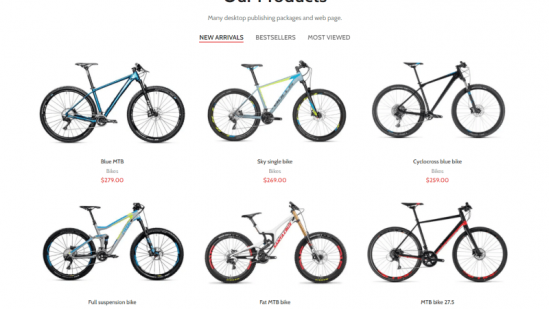 Our Products
Many desktop publishing packages and web page.
NEW ARRIVALS BESTSELLERS MOST VIEWED
Blue MTB
Bikes
$279.00
Sky single bike
Bikes
$269.00
Cyclocross blue bike
Bikes
$259.00
Full suspension bike
Fat MTB bike
MTB bike 27.5